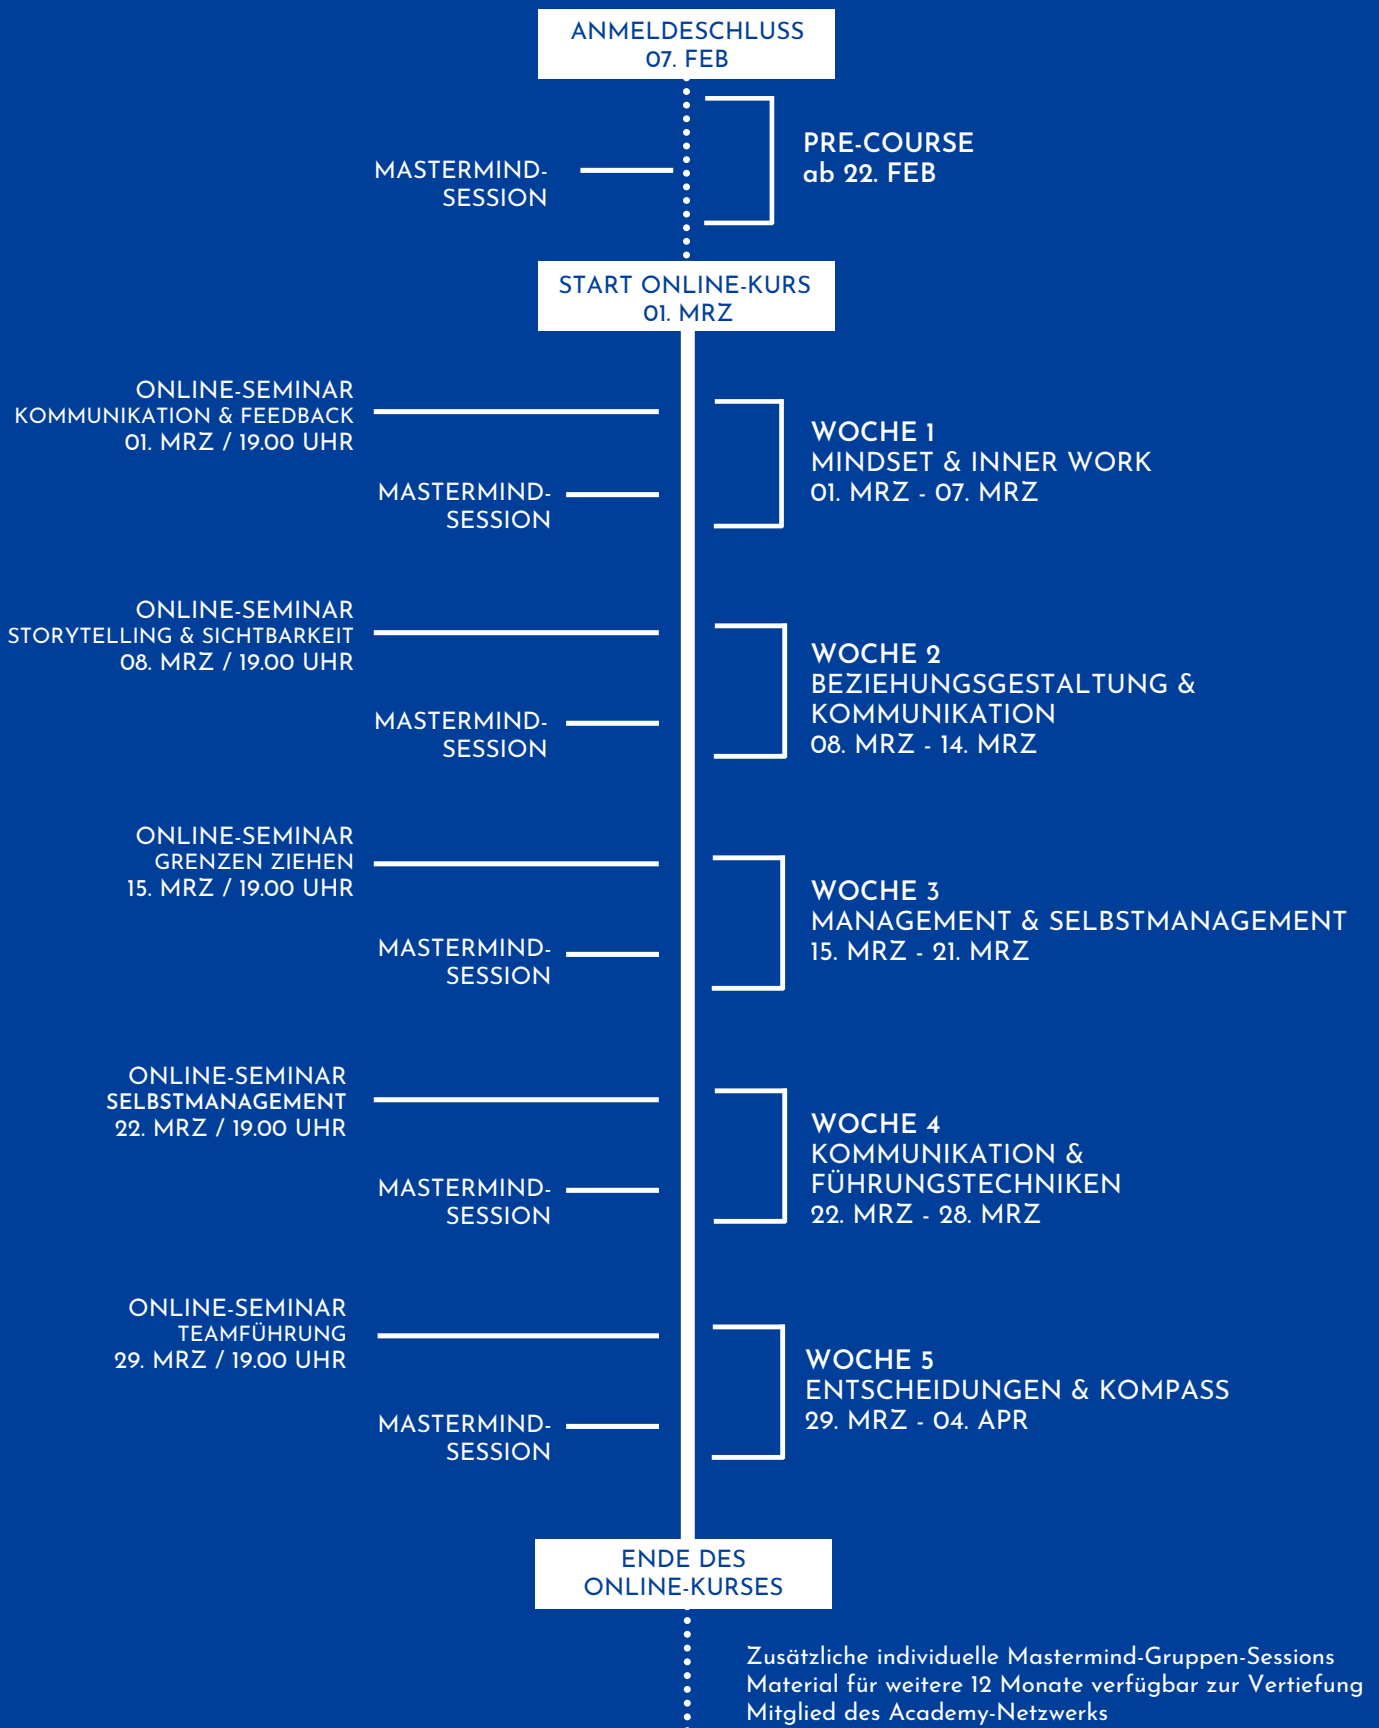 ANMELDESCHLUSS
07. FEB
PRE-COURSE
ab 22. FEB
MASTERMIND-
SESSION
START ONLINE-KURS
01. MRZ
ONLINE-SEMINAR
KOMMUNIKATION & FEEDBACK
01. MRZ / 19.00 UHR
WOCHE 1
MINDSET & INNER WORK
01. MRZ - 07. MRZ
MASTERMIND-
SESSION
ONLINE-SEMINAR
STORYTELLING & SICHTBARKEIT
08. MRZ / 19.00 UHR
WOCHE 2
BEZIEHUNGSGESTALTUNG &
KOMMUNIKATION
08. MRZ - 14. MRZ
MASTERMIND-
SESSION
ONLINE-SEMINAR
GRENZEN ZIEHEN
15. MRZ / 19.00 UHR
WOCHE 3
MANAGEMENT & SELBSTMANAGEMENT
15. MRZ - 21. MRZ
MASTERMIND-
SESSION
ONLINE-SEMINAR
SELBSTMANAGEMENT
22. MRZ / 19.00 UHR
WOCHE 4
KOMMUNIKATION &
FÜHRUNGSTECHNIKEN
22. MRZ - 28. MRZ
MASTERMIND-
SESSION
ONLINE-SEMINAR
TEAMFÜHRUNG
29. MRZ / 19.00 UHR
WOCHE 5
ENTSCHEIDUNGEN & KOMPASS
29. MRZ - 04. APR
MASTERMIND-
SESSION
ENDE DES
ONLINE-KURSES
Zusätzliche individuelle Mastermind-Gruppen-Sessions
Material für weitere 12 Monate verfügbar zur Vertiefung
Mitglied des Academy-Netzwerks